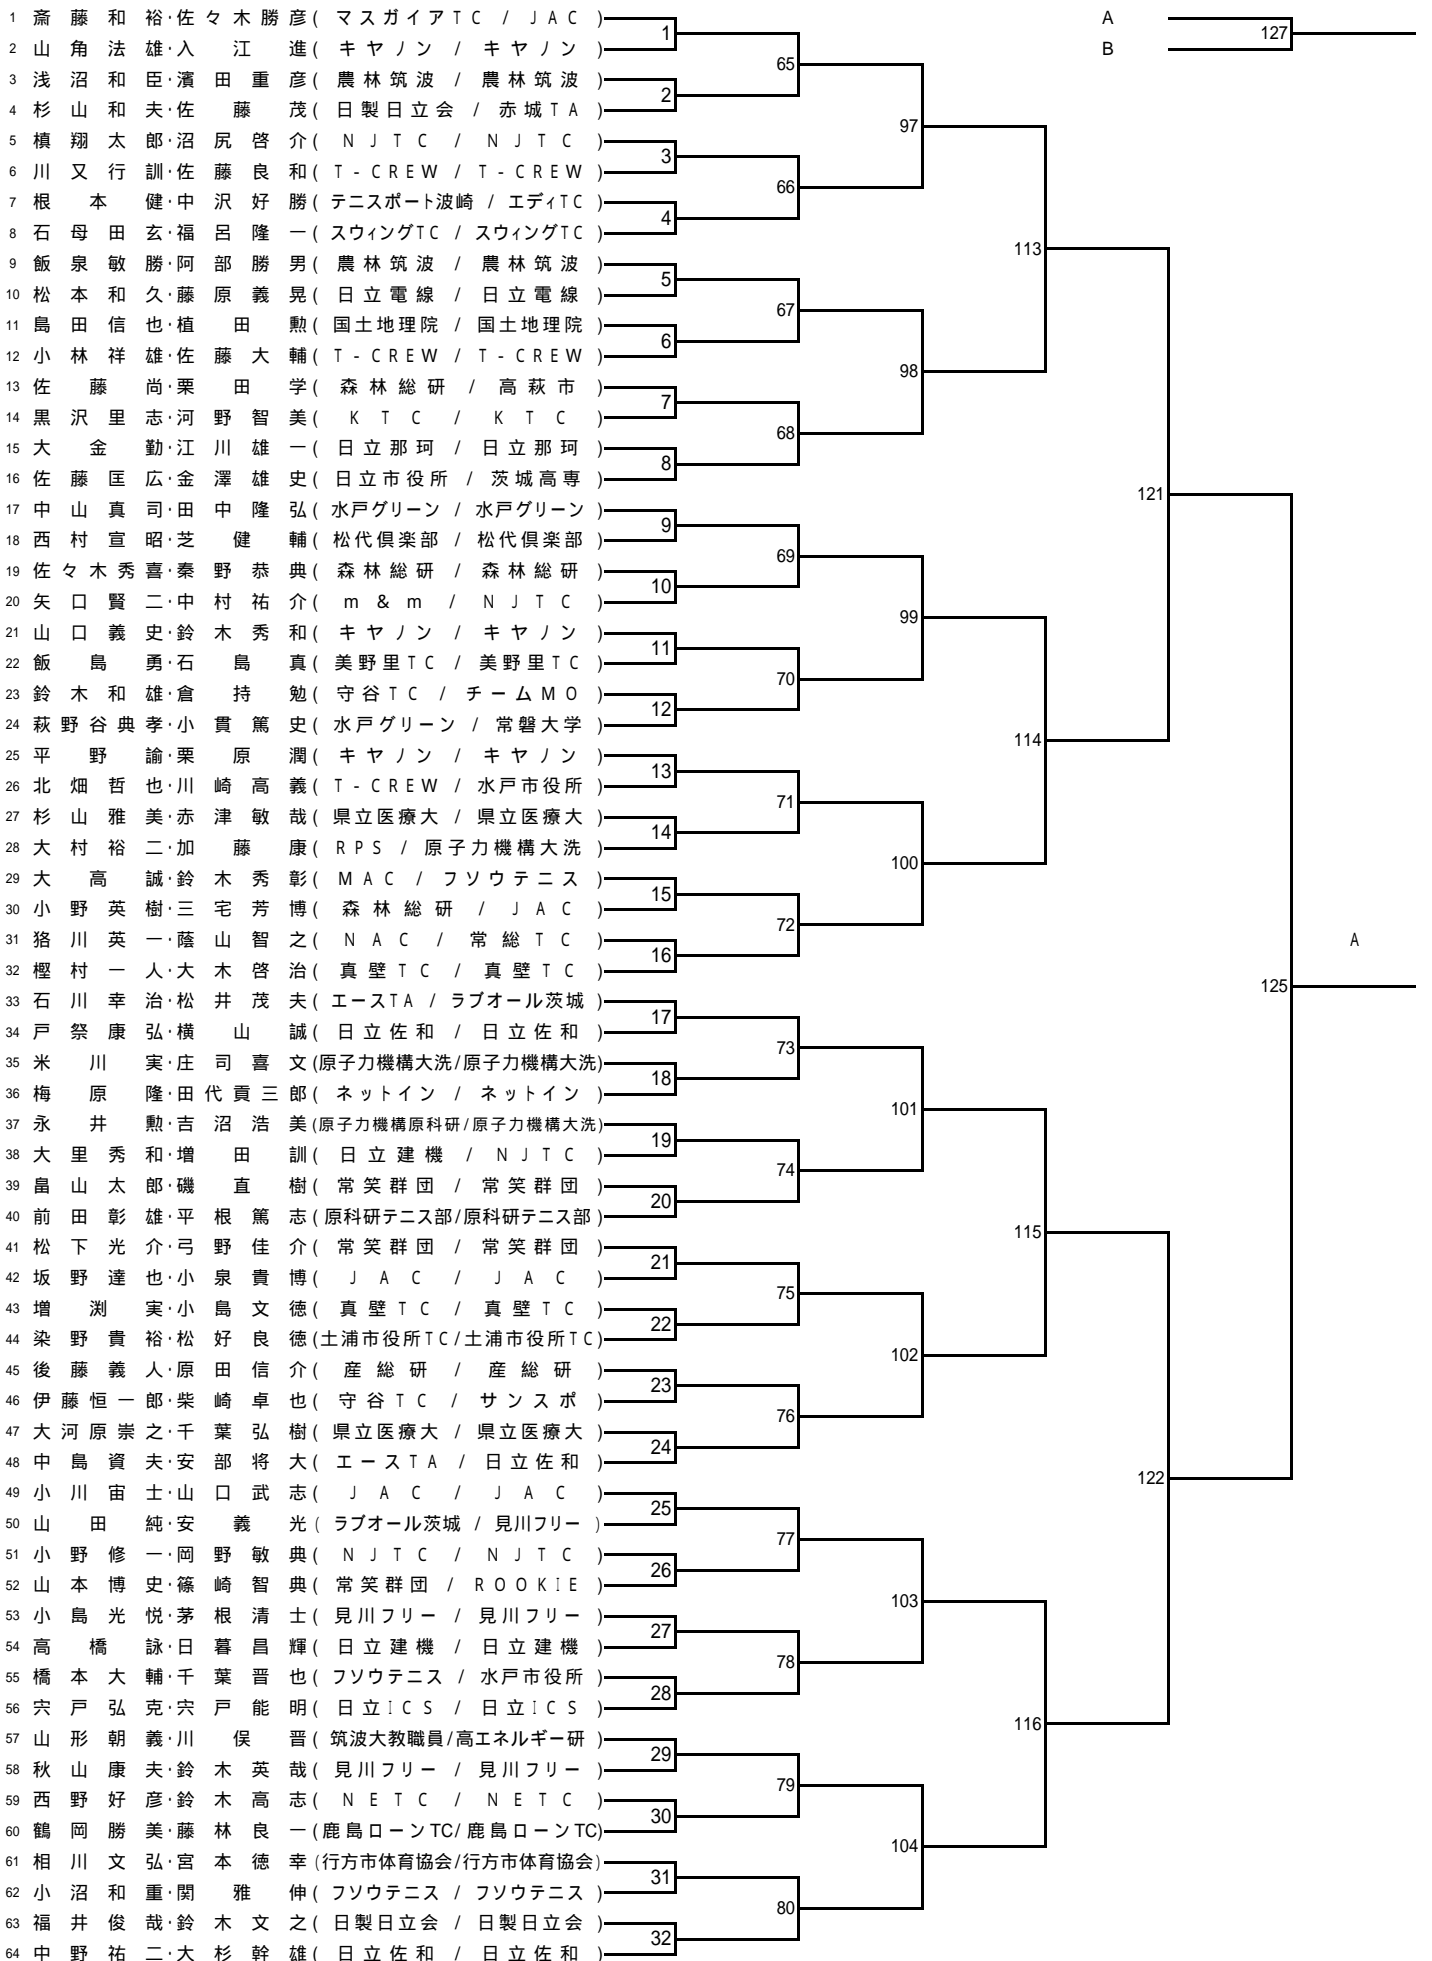 1 斎藤和裕・佐々木勝彦(マスガイアTC / JAC) A
1 127
2 山角法雄・入江進(キヤノン / キヤノン) B
65
3 浅沼和臣・濱田重彦(農林筑波 / 農林筑波)
2
4 杉山和夫・佐藤茂(日製日立会 / 赤城TA)
97
5 槙翔太郎・沼尻啓介(NJTC / NJTC)
3
6 川又行訓・佐藤良和(T-CREW / T-CREW)
66
7 根本健・中沢好勝(テニスポート波崎 / エディTC)
4
8 石母田玄・福呂隆一(スウィングTC / スウィングTC)
113
9 飯泉敏勝・阿部勝男(農林筑波 / 農林筑波)
5
10 松本和久・藤原義晃(日立電線 / 日立電線)
67
11 島田信也・植田勲(国土地理院 / 国土地理院)
6
12 小林祥雄・佐藤大輔(T-CREW / T-CREW)
98
13 佐藤尚・栗田学(森林総研 / 高萩市)
7
14 黒沢里志・河野智美(KTC / KTC)
68
15 大金勤・江川雄一(日立那珂 / 日立那珂)
8
16 佐藤匡広・金澤雄史(日立市役所 / 茨城高専)
121
17 中山真司・田中隆弘(水戸グリーン / 水戸グリーン)
9
18 西村宣昭・芝健輔(松代倶楽部 / 松代倶楽部)
69
19 佐々木秀喜・秦野恭典(森林総研 / 森林総研)
10
20 矢口賢二・中村祐介(m&m / NJTC)
99
21 山口義史・鈴木秀和(キヤノン / キヤノン)
11
22 飯島勇・石島真(美野里TC / 美野里TC)
70
23 鈴木和雄・倉持勉(守谷TC / チームMO)
12
24 萩野谷典孝・小貫篤史(水戸グリーン / 常磐大学)
114
25 平野諭・栗原潤(キヤノン / キヤノン)
13
26 北畑哲也・川崎高義(T-CREW / 水戸市役所)
71
27 杉山雅美・赤津敏哉(県立医療大 / 県立医療大)
14
28 大村裕二・加藤康(RPS / 原子力機構大洗)
100
29 大高誠・鈴木秀彰(MAC / フソウテニス)
15
30 小野英樹・三宅芳博(森林総研 / JAC)
72
31 狢川英一・蔭山智之(NAC / 常総TC) A
16
32 樫村一人・大木啓治(真壁TC / 真壁TC)
125
33 石川幸治・松井茂夫(エースTA / ラブオール茨城)
17
34 戸祭康弘・横山誠(日立佐和 / 日立佐和)
73
35 米川実・庄司喜文(原子力機構大洗/原子力機構大洗)
18
36 梅原隆・田代貢三郎(ネットイン / ネットイン)
101
37 永井勲・吉沼浩美(原子力機構原科研/原子力機構大洗)
19
38 大里秀和・増田訓(日立建機 / NJTC)
74
39 畠山太郎・磯直樹(常笑群団 / 常笑群団)
20
40 前田彰雄・平根篤志(原科研テニス部/原科研テニス部)
115
41 松下光介・弓野佳介(常笑群団 / 常笑群団)
21
42 坂野達也・小泉貴博(JAC / JAC)
75
43 増渕実・小島文徳(真壁TC / 真壁TC)
22
44 染野貴裕・松好良徳(土浦市役所TC/土浦市役所TC)
102
45 後藤義人・原田信介(産総研 / 産総研)
23
46 伊藤恒一郎・柴崎卓也(守谷TC / サンスポ)
76
47 大河原崇之・千葉弘樹(県立医療大 / 県立医療大)
24
48 中島資夫・安部将大(エースTA / 日立佐和)
122
49 小川宙士・山口武志(JAC / JAC)
25
50 山田純・安義光(ラブオール茨城 / 見川フリー)
77
51 小野修一・岡野敏典(NJTC / NJTC)
26
52 山本博史・篠崎智典(常笑群団 / ROOKIE)
103
53 小島光悦・茅根清士(見川フリー / 見川フリー)
27
54 高橋詠・日暮昌輝(日立建機 / 日立建機)
78
55 橋本大輔・千葉晋也(フソウテニス / 水戸市役所)
28
56 宍戸弘克・宍戸能明(日立ICS / 日立ICS)
116
57 山形朝義・川俣晋(筑波大教職員/高エネルギー研)
29
58 秋山康夫・鈴木英哉(見川フリー / 見川フリー)
79
59 西野好彦・鈴木高志(NETC / NETC)
30
60 鶴岡勝美・藤林良一(鹿島ローンTC/鹿島ローンTC)
104
61 相川文弘・宮本徳幸(行方市体育協会/行方市体育協会)
31
62 小沼和重・関雅伸(フソウテニス / フソウテニス)
80
63 福井俊哉・鈴木文之(日製日立会 / 日製日立会)
32
64 中野祐二・大杉幹雄(日立佐和 / 日立佐和)